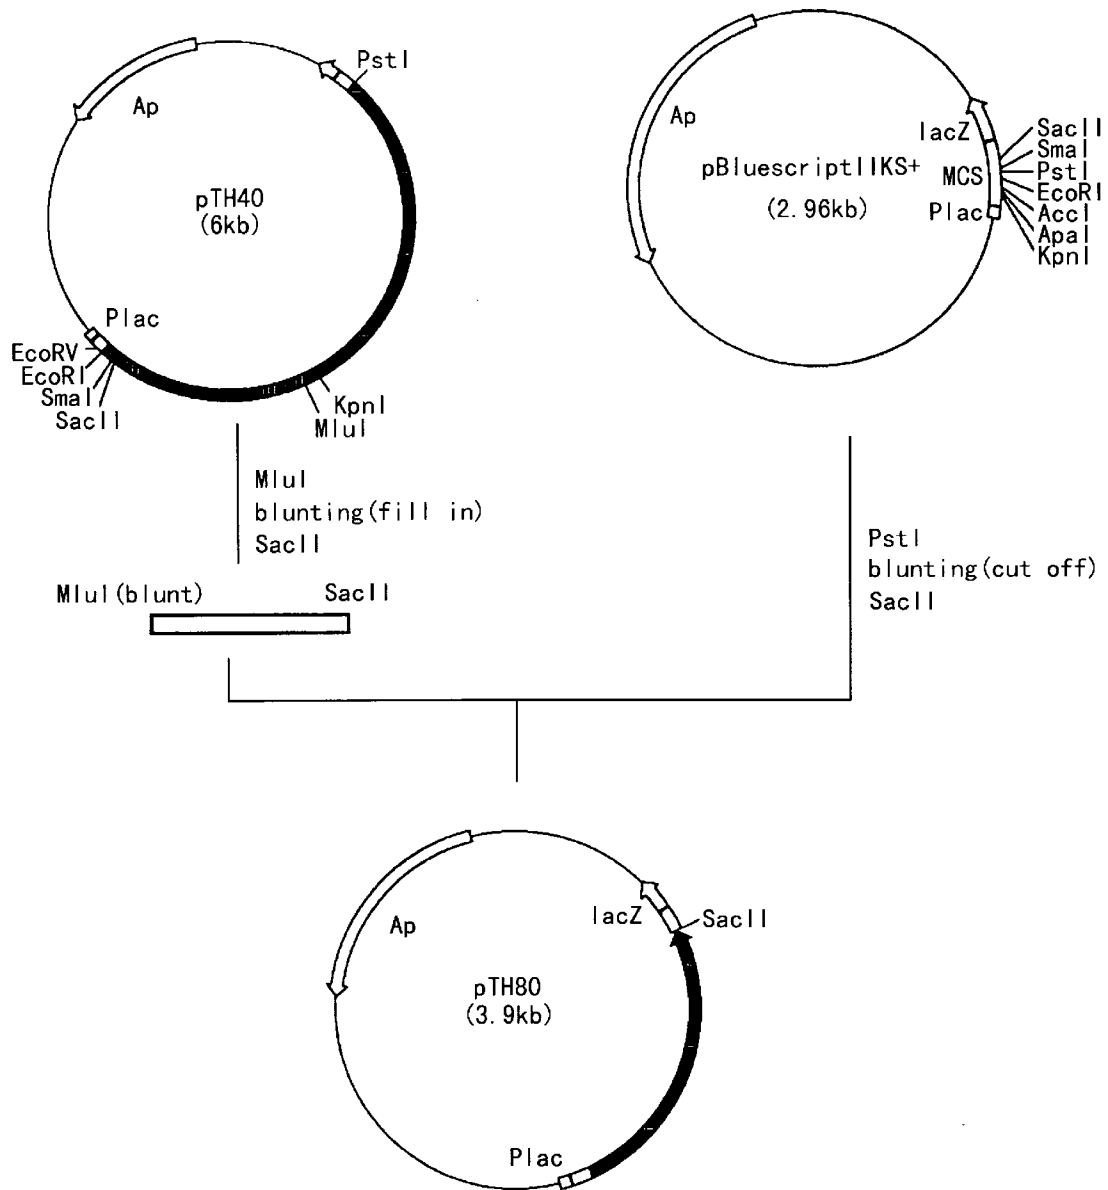 PstI
Ap
pTH40
(6kb)
Plac
EcoRV
EcoRI
SmaI
SacII
KpnI
MluI
Ap
pBluescriptIIKS+
(2.96kb)
lacZ
MCS
Plac
SacII
SmaI
PstI
EcoRI
AccI
ApaI
KpnI
MluI
blunting(fill in)
SacII
MluI(blunt)
SacII
PstI
blunting(cut off)
SacII
Ap
lacZ
SacII
pTH80
(3.9kb)
Plac